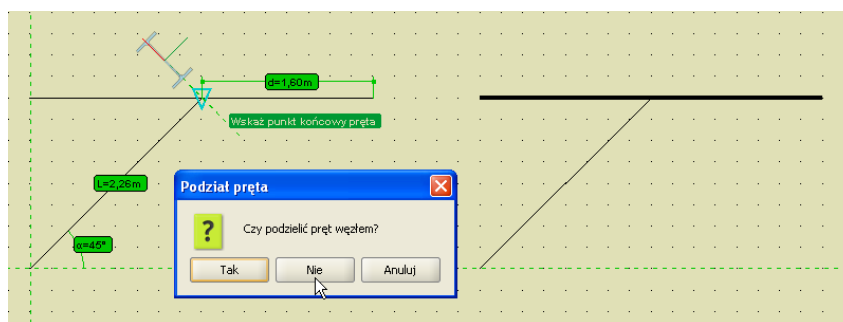 d=1,60m
Wskaż punkt końcowy pręta
L=2,26m
α=45°
Podział pręta
?
Czy podzielić pręt węzłem?
Tak Nie Anuluj